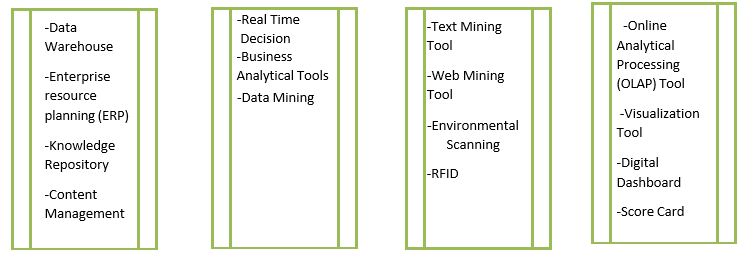 -Data
Warehouse
-Enterprise
resource
planning (ERP)
-Knowledge
Repository
-Content
Management
-Real Time
Decision
-Business
Analytical Tools
-Data Mining
-Text Mining
Tool
-Web Mining
Tool
-Environmental
Scanning
-RFID
-Online
Analytical
Processing
(OLAP) Tool
-Visualization
Tool
-Digital
Dashboard
-Score Card